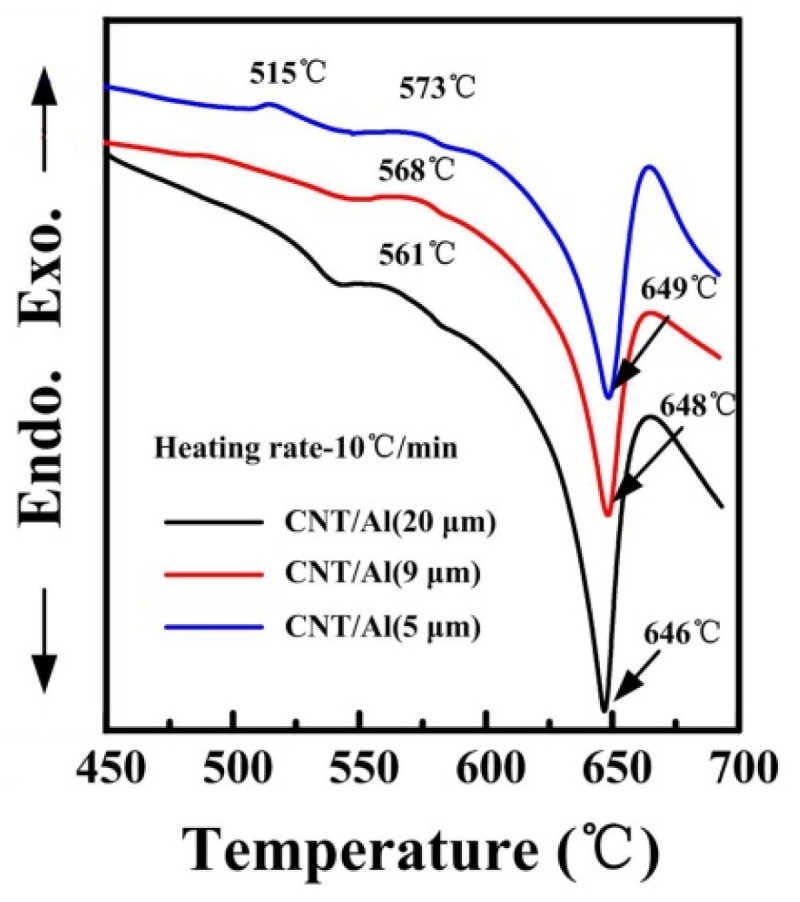 515℃
573℃
568℃
561℃
649℃
648℃
646℃
Endo. Exo.
Heating rate-10℃/min
CNT/Al(20 μm)
CNT/Al(9 μm)
CNT/Al(5 μm)
450 500 550 600 650 700
Temperature (℃)